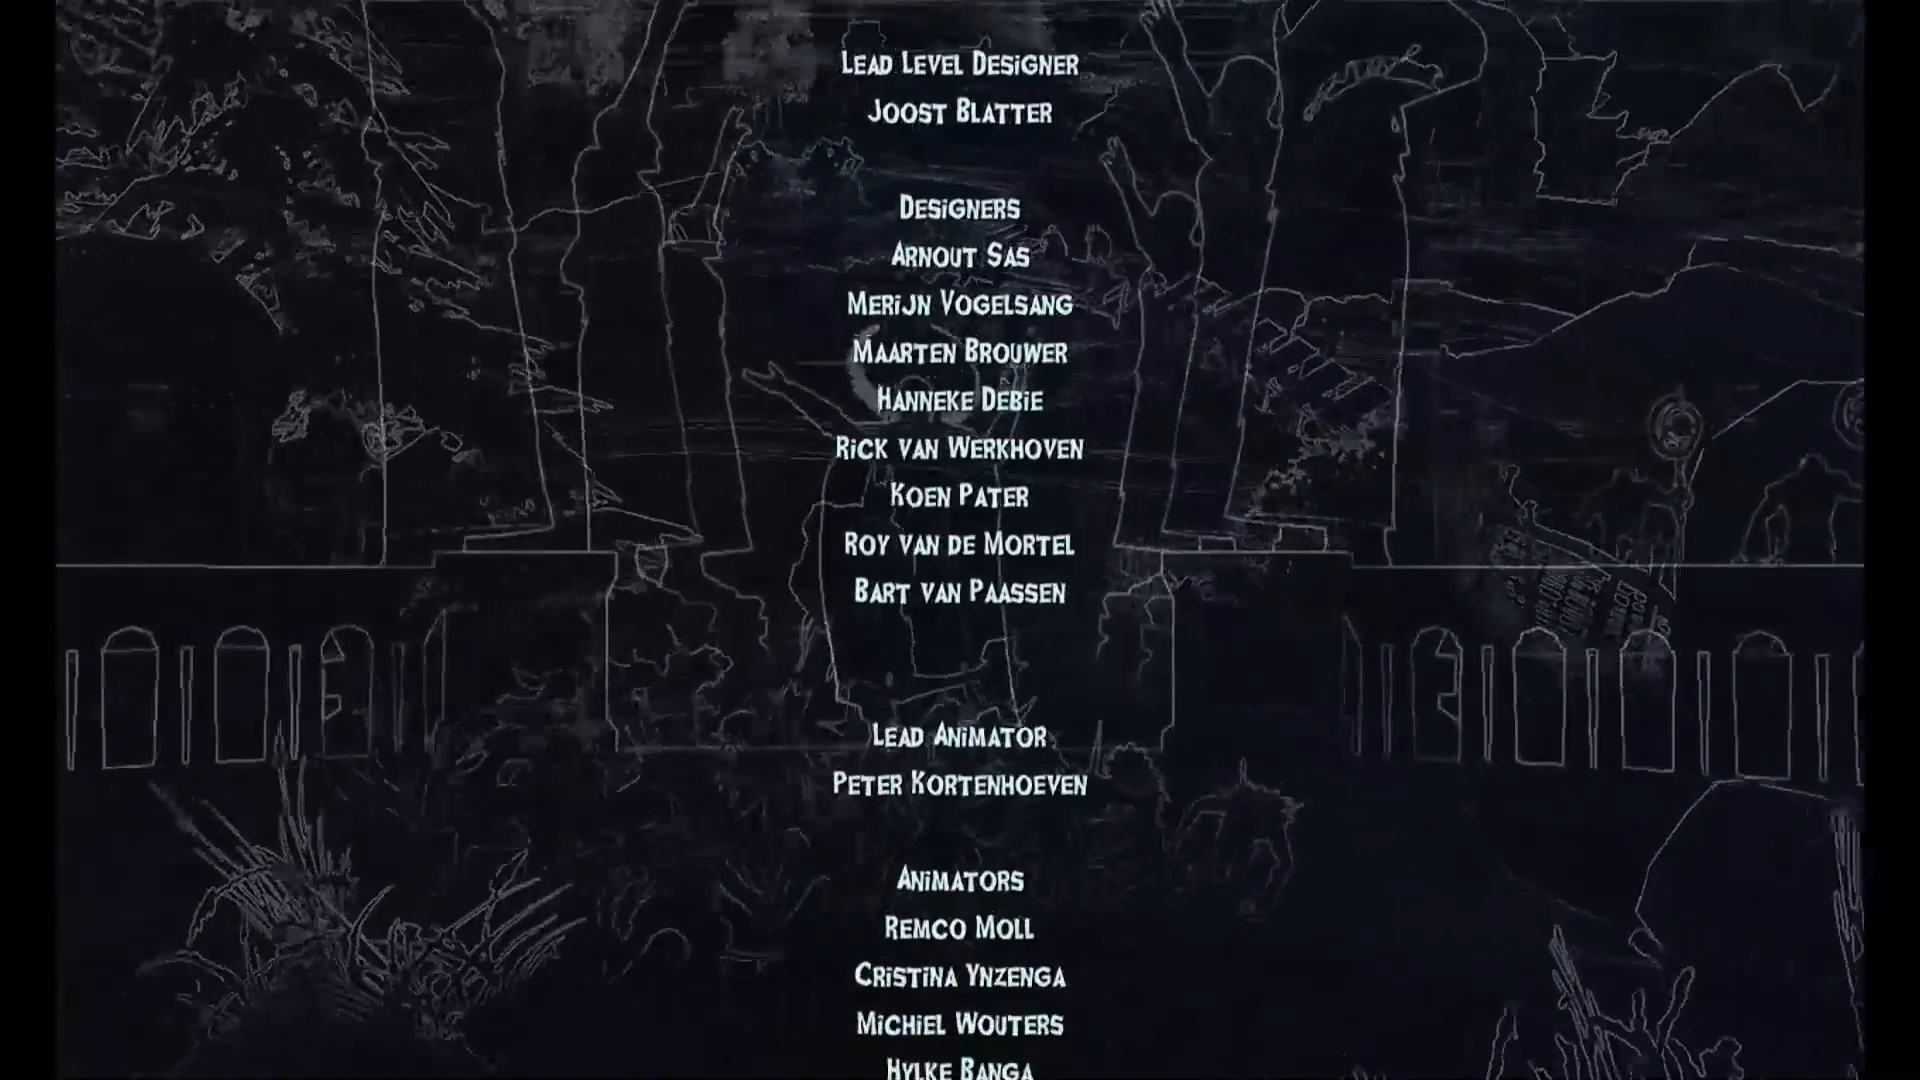 Lead Level Designer
Joost Blatter
Designers
Arnout Sas
Merijn Vogelsang
Maarten Brouwer
Hanneke Debie
Rick van Werkhoven
Koen Pater
Roy van de Mortel
Bart van Paassen
Lead Animator
Peter Kortenhoeven
Animators
Remco Moll
Cristina Ynzenga
Michiel Wouters
Hylke Banga